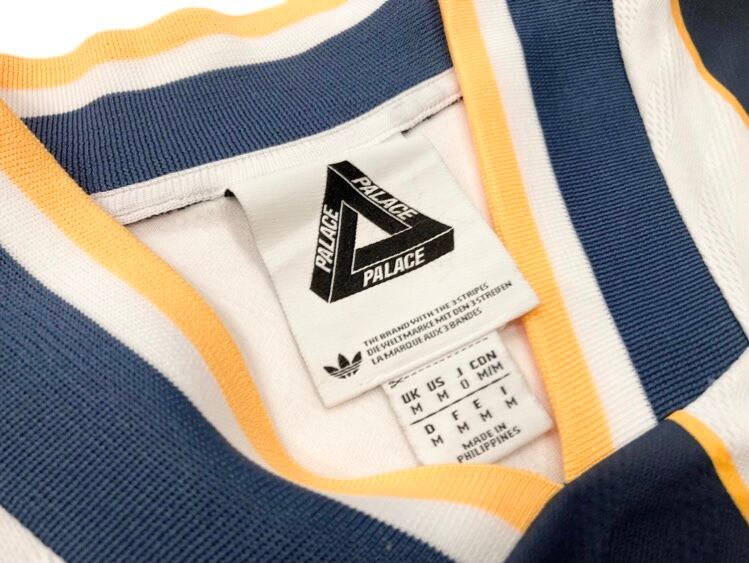 PALACE
PALACE
PALACE
THE BRAND WITH THE 3 STRIPES
DIE WELTMARKE MIT DEN 3 STREIFEN
LA MARQUE AUX 3 BANDES
UK US J CDN
M M O M/M
D F E I
M M M M
MADE IN
PHILIPPINES